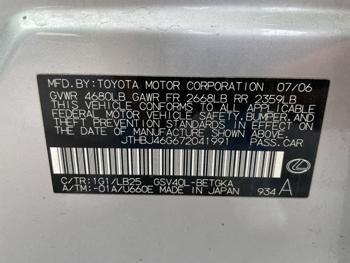 MFD.BY:TOYOTA MOTOR CORPORATION 07/06
GVWR 4680LB GAWR FR 2668LB RR 2359LB
THIS VEHICLE CONFORMS TO ALL APPLICABLE
FEDERAL MOTOR VEHICLE SAFETY, BUMPER, AND
THEFT PREVENTION STANDARDS IN EFFECT ON
THE DATE OF MANUFACTURE SHOWN ABOVE.
JTHBJ46G672041991 PASS.CAR
C/TR:1G1/LB25 GSV40L-BETGKA
A/TM:-01A/U660E MADE IN JAPAN 934 A